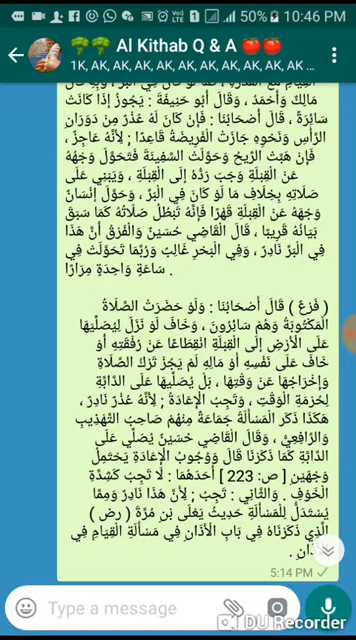 50% 10:46 PM
Al Kithab Q & A
1K, AK, AK, AK, AK, AK, AK, AK, AK, AK ...
مَالِكٌ وَأَحْمَدُ ، وَقَالَ أَبُو حَنِيفَةَ : يَجُوزُ إذَا كَانَتْ
سَائِرَةً ، قَالَ أَصْحَابُنَا : فَإِنْ كَانَ لَهُ عُذْرٌ مِنْ دَوَرَانِ
الرَّأْسِ وَنَحْوِهِ جَازَتْ الْفَرِيضَةُ قَاعِدًا ; لِأَنَّهُ عَاجِزٌ ،
فَإِنْ هَبَّتْ الرِّيحُ وَحَوَّلَتْ السَّفِينَةَ فَتَحَوَّلَ وَجْهُهُ
عَنْ الْقِبْلَةِ وَجَبَ رَدُّهُ إلَى الْقِبْلَةِ ، وَيَبْنِي عَلَى
صَلَاتِهِ بِخِلَافِ مَا لَوْ كَانَ فِي الْبَرِّ ، وَحَوَّلَ إنْسَانٌ
وَجْهَهُ عَنْ الْقِبْلَةِ قَهْرًا فَإِنَّهُ تَبْطُلُ صَلَاتُهُ كَمَا سَبَقَ
بَيَانُهُ قَرِيبًا ، قَالَ الْقَاضِي حُسَيْنٌ وَالْفَرْقُ أَنَّ هَذَا
فِي الْبَرِّ نَادِرٌ ، وَفِي الْبَحْرِ غَالِبٌ وَرُبَّمَا تَحَوَّلَتْ فِي
سَاعَةٍ وَاحِدَةٍ مِرَارًا .
( فَرْعٌ ) قَالَ أَصْحَابُنَا : وَلَوْ حَضَرَتْ الصَّلَاةُ
الْمَكْتُوبَةُ وَهُمْ سَائِرُونَ ، وَخَافَ لَوْ نَزَلَ لِيُصَلِّيَهَا
عَلَى الْأَرْضِ إلَى الْقِبْلَةِ انْقِطَاعًا عَنْ رُفْقَتِهِ أَوْ
خَافَ عَلَى نَفْسِهِ أَوْ مَالِهِ لَمْ يَجُزْ تَرْكُ الصَّلَاةِ
وَإِخْرَاجُهَا عَنْ وَقْتِهَا ، بَلْ يُصَلِّيهَا عَلَى الدَّابَّةِ
لِحُرْمَةِ الْوَقْتِ ، وَتَجِبُ الْإِعَادَةُ ; لِأَنَّهُ عُذْرٌ نَادِرٌ ،
هَكَذَا ذَكَرَ الْمَسْأَلَةَ جَمَاعَةٌ مِنْهُمْ صَاحِبُ التَّهْذِيبِ
وَالرَّافِعِيُّ ، وَقَالَ الْقَاضِي حُسَيْنٌ يُصَلِّي عَلَى
الدَّابَّةِ كَمَا ذَكَرْنَا قَالَ وَوُجُوبُ الْإِعَادَةِ يَحْتَمِلُ
وَجْهَيْنِ [ ص: 223 ] أَحَدُهُمَا : لَا تَجِبُ كَشِدَّةِ
الْخَوْفِ . وَالثَّانِي : تَجِبُ ; لِأَنَّ هَذَا نَادِرٌ وَمِمَّا
يُسْتَدَلُّ لِلْمَسْأَلَةِ حَدِيثُ يَعْلَى بْنِ مُرَّةَ ( رض )
الَّذِي ذَكَرْنَاهُ فِي بَابِ الْأَذَانِ فِي مَسْأَلَةِ الْقِيَامِ فِي
5:14 PM
Type a message
DU Recorder